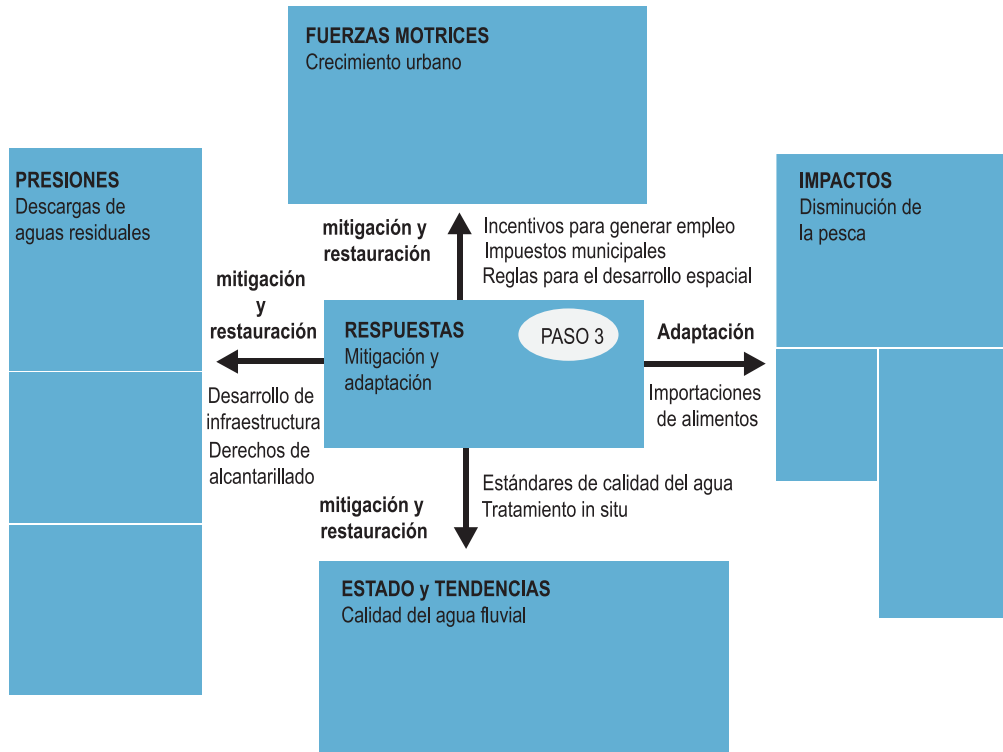 FUERZAS MOTRICES
Crecimiento urbano
PRESIONES
Descargas de
aguas residuales
IMPACTOS
Disminución de
la pesca
mitigación y
restauración
Incentivos para generar empleo
Impuestos municipales
Reglas para el desarrollo espacial
mitigación
y
restauración
RESPUESTAS
Mitigación y
adaptación
PASO 3
Adaptación
Desarrollo de
infraestructura
Derechos de
alcantarillado
Importaciones
de alimentos
mitigación y
restauración
Estándares de calidad del agua
Tratamiento in situ
ESTADO y TENDENCIAS
Calidad del agua fluvial